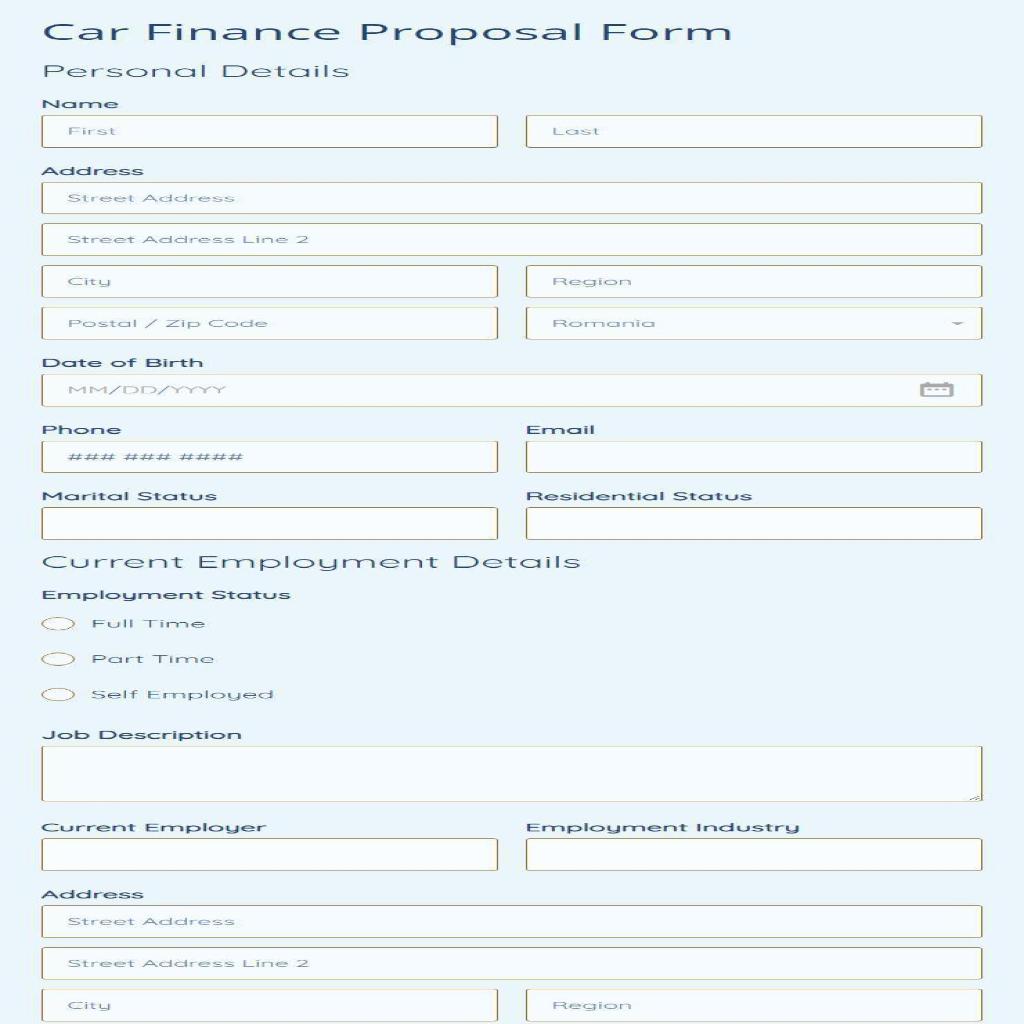 Car Finance Proposal Form
Personal Details
Name
First Last
Address
Street Address
Street Address Line 2
City Region
Postal / Zip Code Romania
Date of Birth
MM/DD/YYYY
Phone Email
### ### ####
Marital Status Residential Status
Current Employment Details
Employment Status
Full Time
Part Time
Self Employed
Job Description
Current Employer Employment Industry
Address
Street Address
Street Address Line 2
City Region